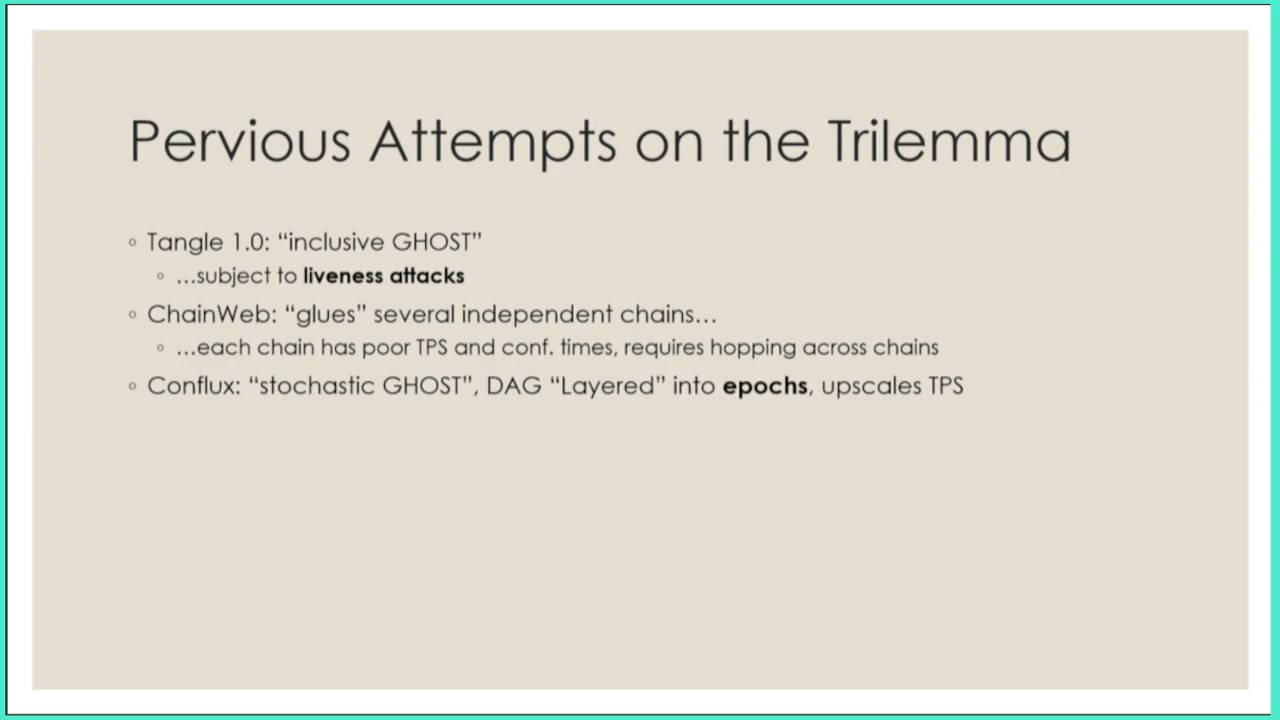 Pervious Attempts on the Trilemma
◦ Tangle 1.0: “inclusive GHOST”
◦ …subject to liveness attacks
◦ ChainWeb: “glues” several independent chains…
◦ …each chain has poor TPS and conf. times, requires hopping across chains
◦ Conflux: “stochastic GHOST”, DAG “Layered” into epochs, upscales TPS